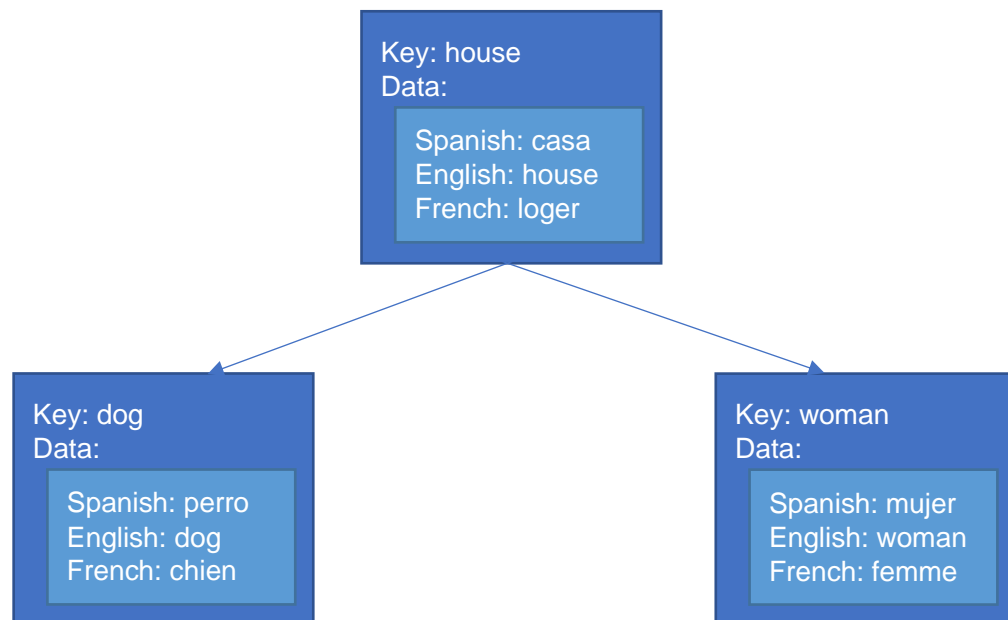 Key: house
Data:
Spanish: casa
English: house
French: loger
Key: dog
Data:
Spanish: perro
English: dog
French: chien
Key: woman
Data:
Spanish: mujer
English: woman
French: femme